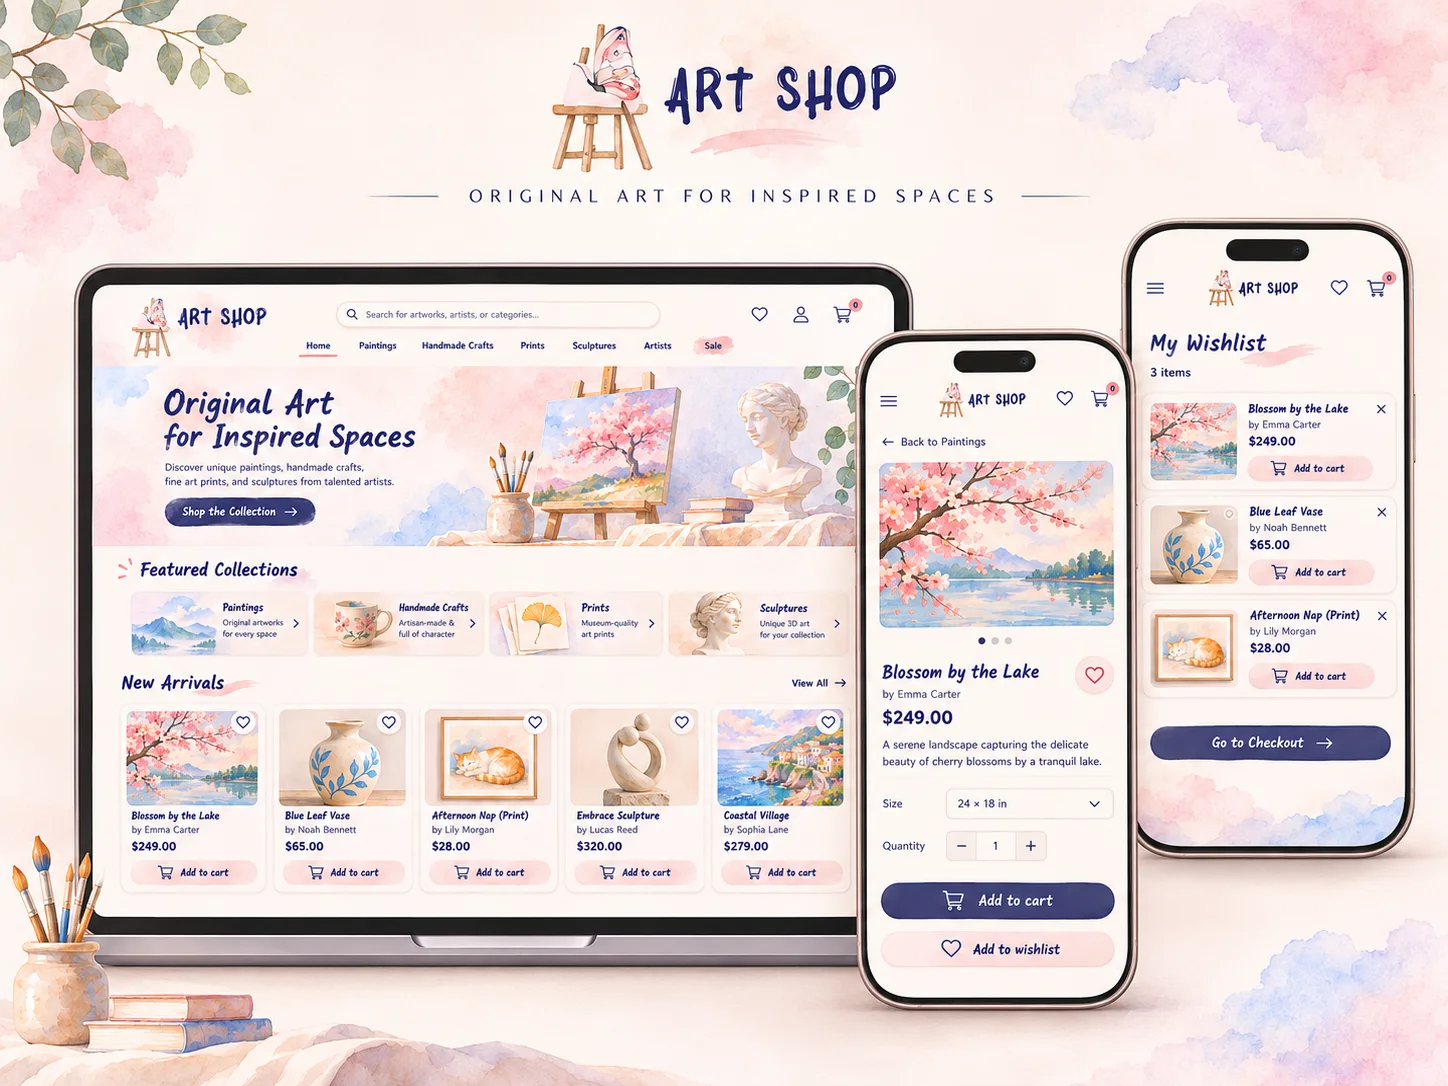 ART SHOP
ORIGINAL ART FOR INSPIRED SPACES
ART SHOP
Search for artworks, artists, or categories...
0
Home
Paintings
Handmade Crafts
Prints
Sculptures
Artists
Sale
Original Art
for Inspired Spaces
Discover unique paintings, handmade crafts,
fine art prints, and sculptures from talented artists.
Shop the Collection →
Featured Collections
Paintings
Original artworks
for every space
Handmade Crafts
Artisan-made &
full of character
Prints
Museum-quality
art prints
Sculptures
Unique 3D art
for your collection
New Arrivals
View All →
Blossom by the Lake
by Emma Carter
$249.00
Add to cart
Blue Leaf Vase
by Noah Bennett
$65.00
Add to cart
Afternoon Nap (Print)
by Lily Morgan
$28.00
Add to cart
Embrace Sculpture
by Lucas Reed
$320.00
Add to cart
Coastal Village
by Sophia Lane
$279.00
Add to cart
ART SHOP
0
← Back to Paintings
Blossom by the Lake
by Emma Carter
$249.00
A serene landscape capturing the delicate
beauty of cherry blossoms by a tranquil lake.
Size
24 × 18 in
Quantity
− 1 +
Add to cart
Add to wishlist
ART SHOP
0
My Wishlist
3 items
Blossom by the Lake
by Emma Carter
$249.00
Add to cart
Blue Leaf Vase
by Noah Bennett
$65.00
Add to cart
Afternoon Nap (Print)
by Lily Morgan
$28.00
Add to cart
Go to Checkout →